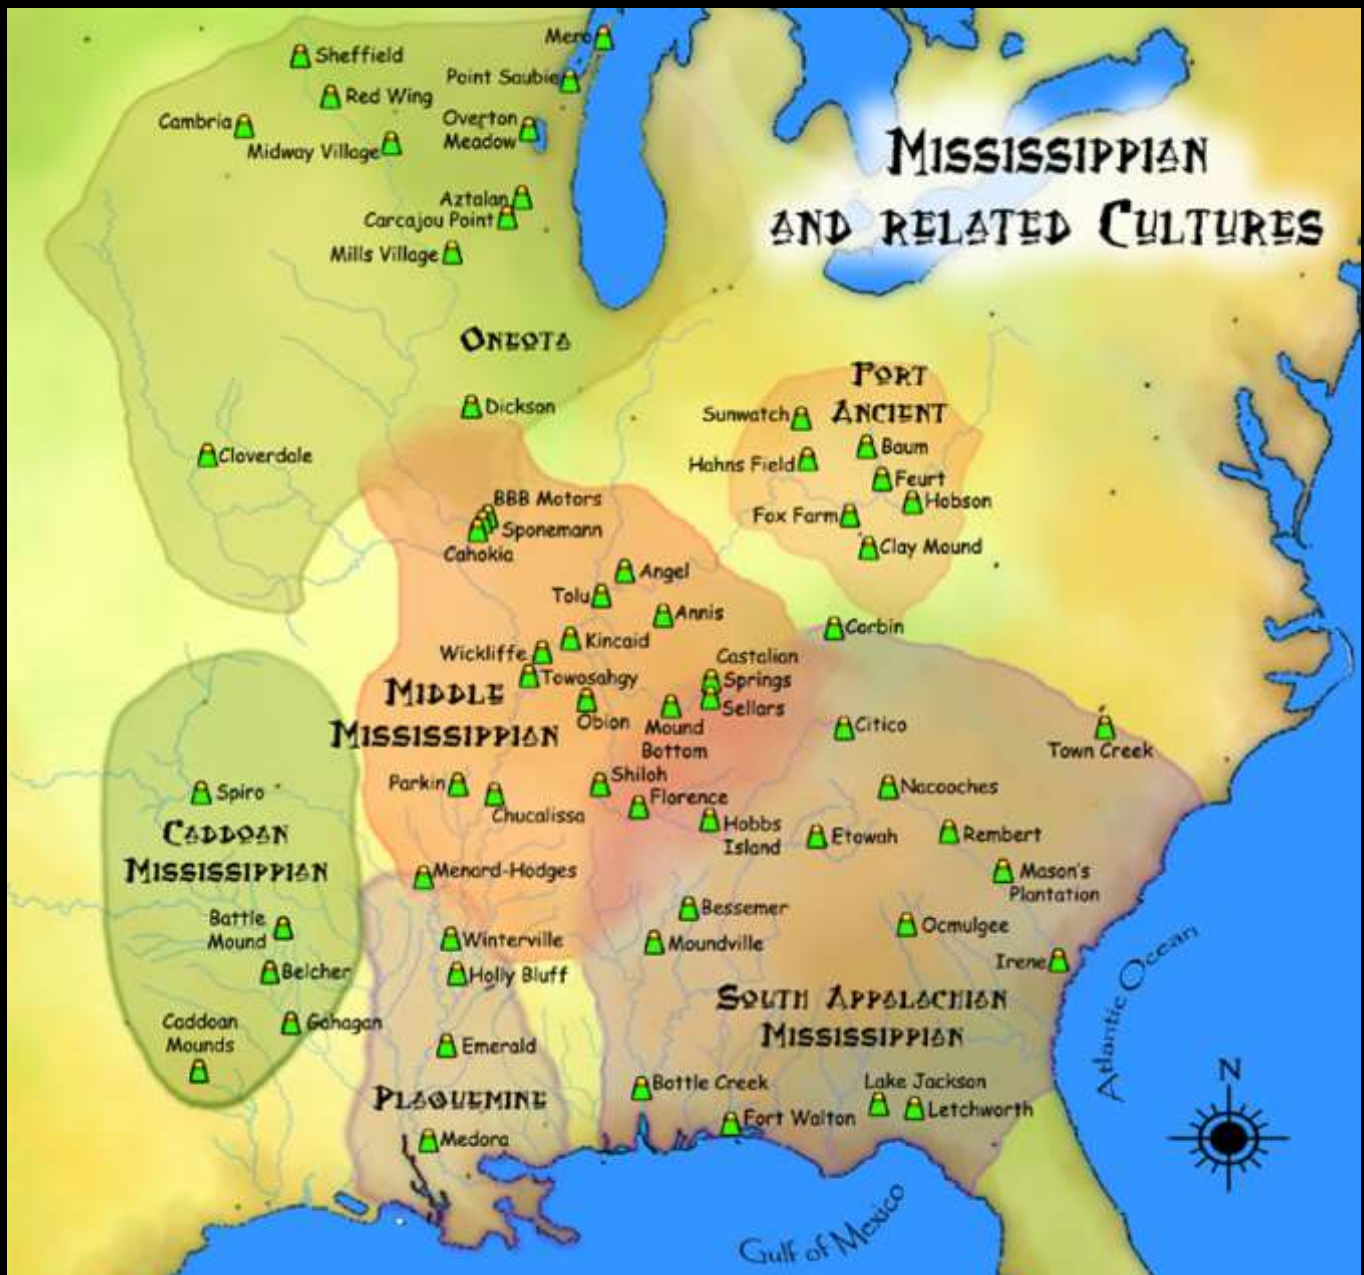 Mero
Sheffield
Point Saubie
Red Wing
Cambria
Overton
Meadow
Midway Village
MISSISSIPPIAN
AND RELATED CULTURES
Aztalan
Carcajou Point
Mills Village
ONEOTA
FORT
ANCIENT
Dickson
Sunwatch
Baum
Cloverdale
Hahns Field
Feurt
BBB Motors
Hobson
Fox Farm
Sponemann
Cahokia
Clay Mound
Angel
Tolu
Annis
Corbin
Kincaid
Wickliffe
Castalian
Springs
Towosahgy
MIDDLE
MISSISSIPPIAN
Obion
Sellars
Mound
Bottom
Citico
Town Creek
Spiro
Parkin
Shiloh
Nacooches
Chucalissa
Florence
CADDOAN
MISSISSIPPIAN
Hobbs
Island
Etowah
Rembert
Menard-Hodges
Mason's
Plantation
Battle
Mound
Bessemer
Ocmulgee
Winterville
Moundville
Belcher
Holly Bluff
Irene
Atlantic Ocean
SOUTH APPALACHIAN
MISSISSIPPIAN
Caddoan
Mounds
Gahagan
Emerald
N
Bottle Creek
Lake Jackson
PLAQUEMINE
Fort Walton
Letchworth
Medora
Gulf of Mexico